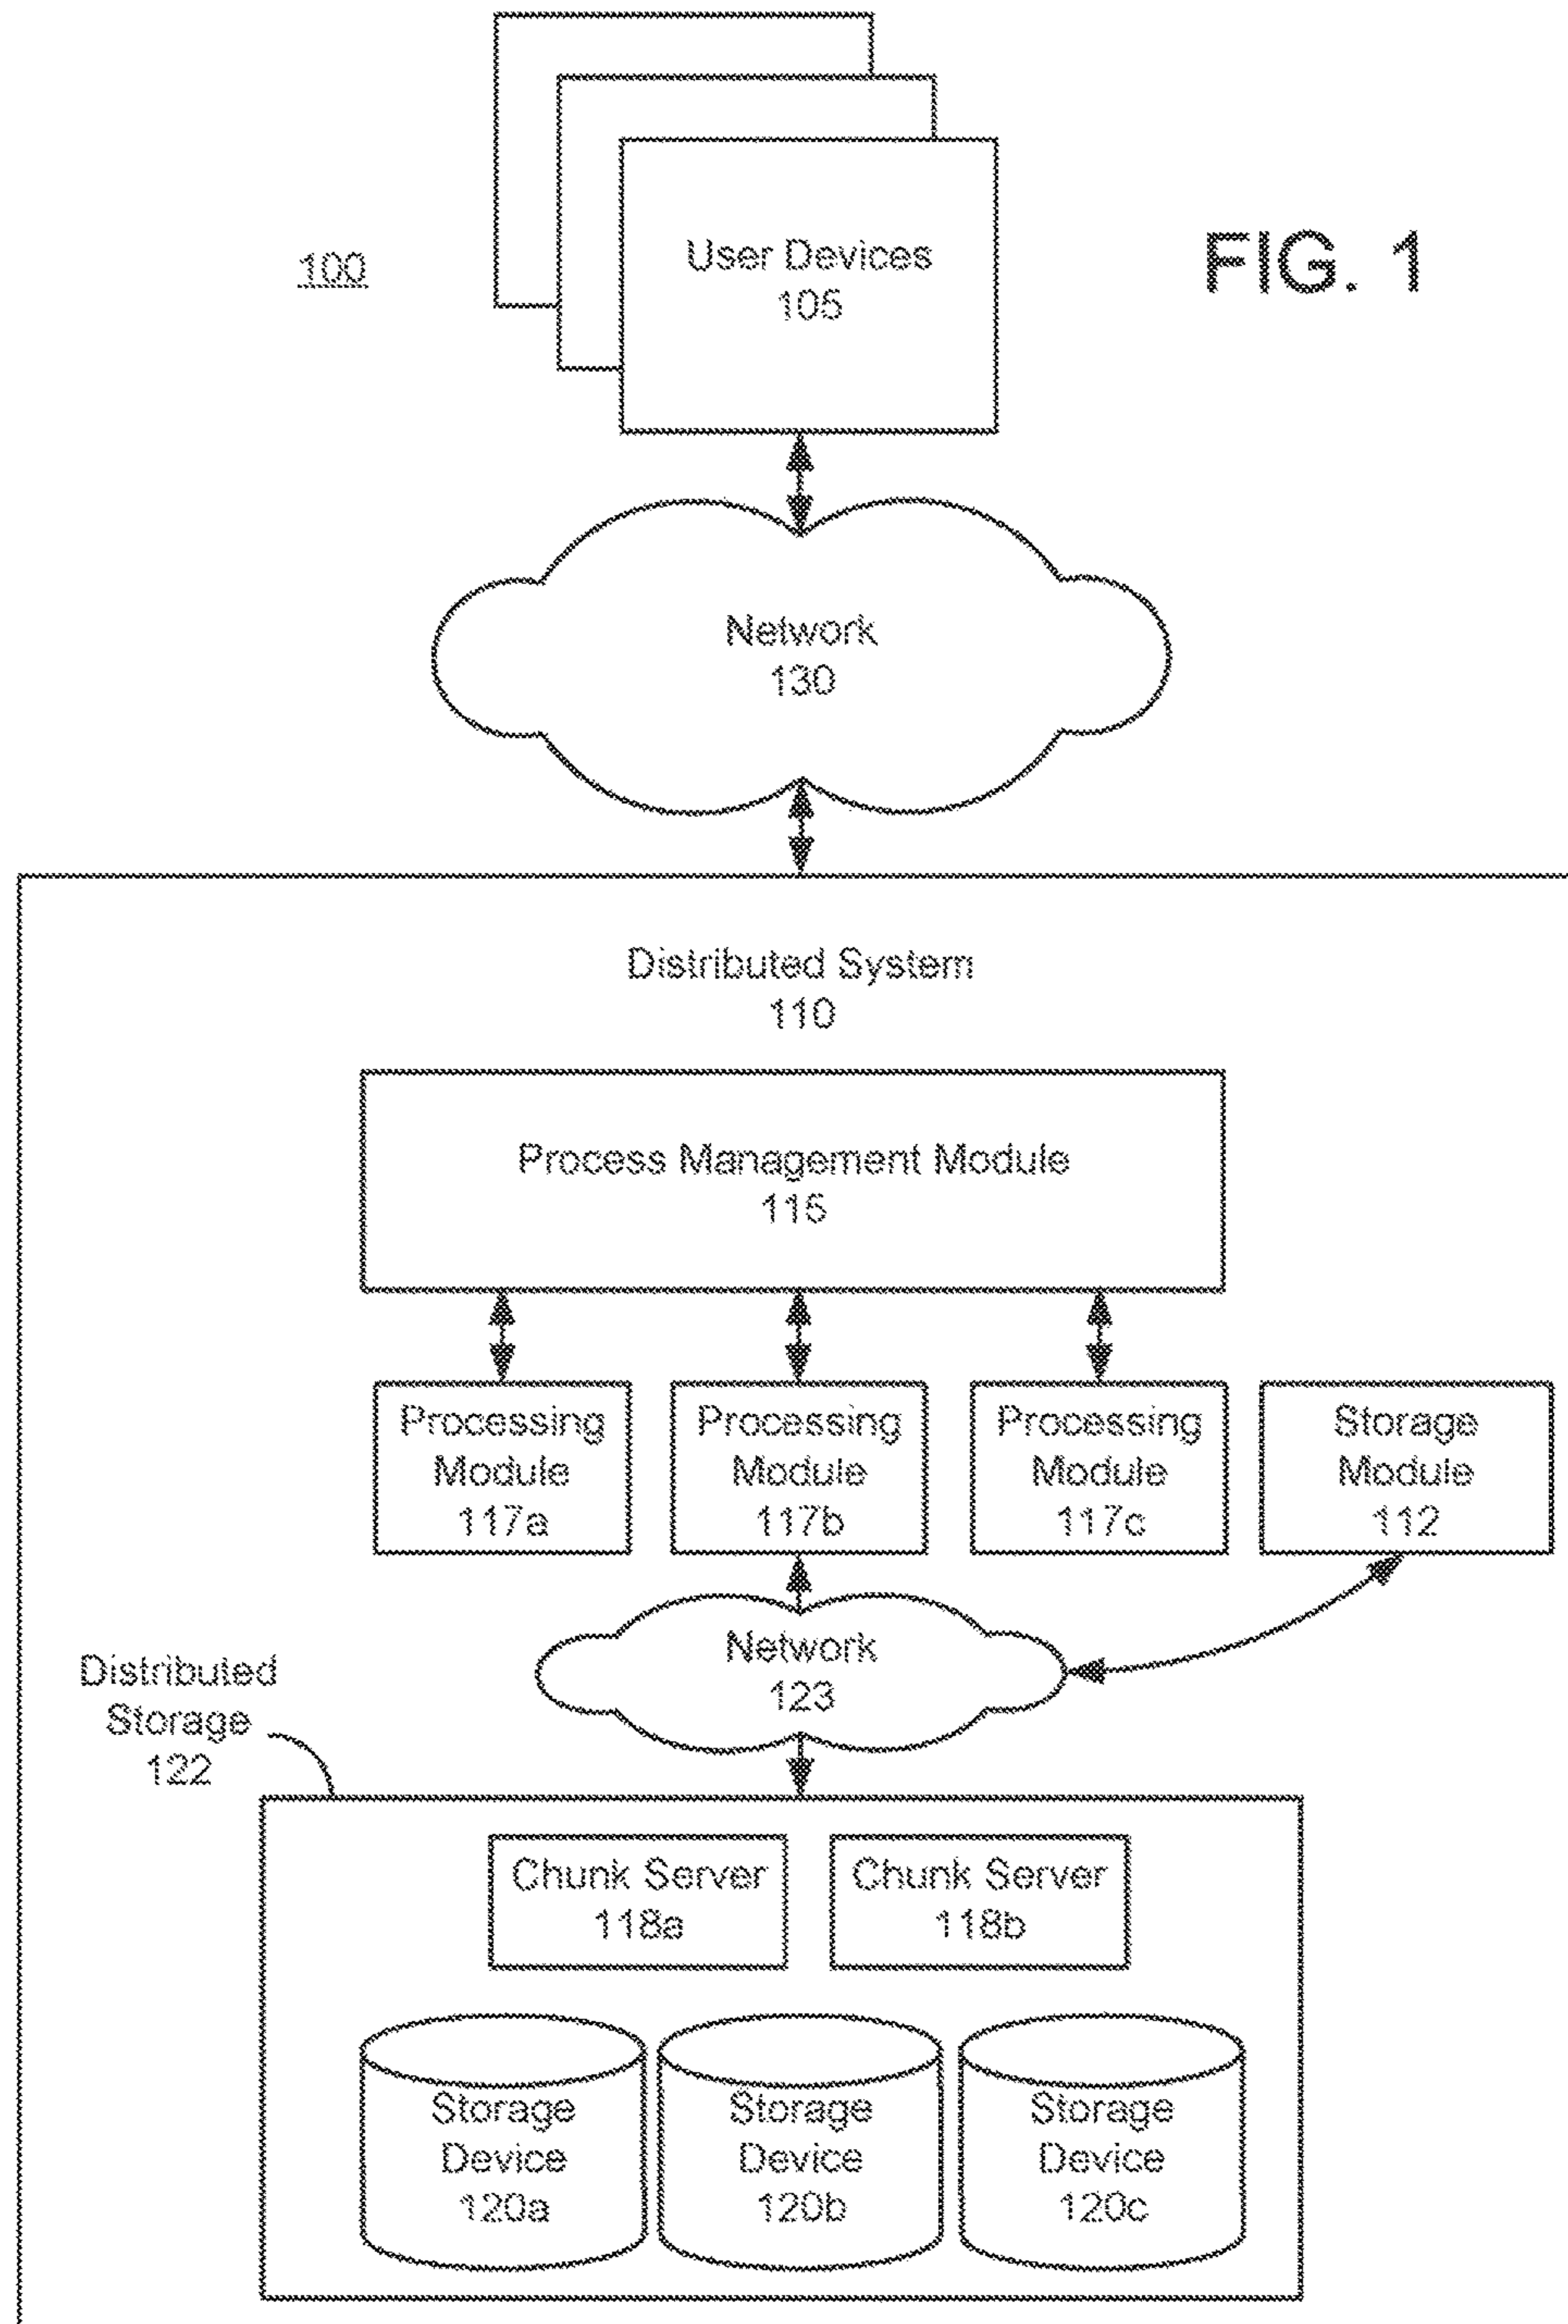 100
User Devices
105
FIG. 1
Network
130
Distributed System
110
Process Management Module
115
Processing
Module
117a
Processing
Module
117b
Processing
Module
117c
Storage
Module
112
Network
123
Distributed
Storage
122
Chunk Server
118a
Chunk Server
118b
Storage
Device
120a
Storage
Device
120b
Storage
Device
120c